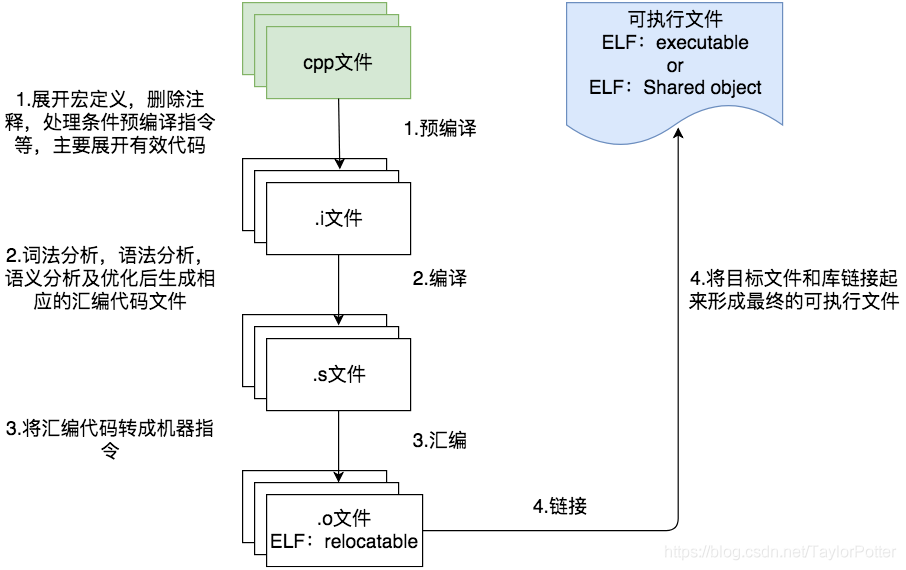 cpp文件
可执行文件
ELF：executable
or
ELF：Shared object
1.展开宏定义，删除注
释，处理条件预编译指令
等，主要展开有效代码
1.预编译
.i文件
2.词法分析，语法分析，
语义分析及优化后生成相
应的汇编代码文件
2.编译
4.将目标文件和库链接起
来形成最终的可执行文件
.s文件
3.将汇编代码转成机器指
令
3.汇编
.o文件
ELF：relocatable
4.链接
https://blog.csdn.net/TaylorPotter